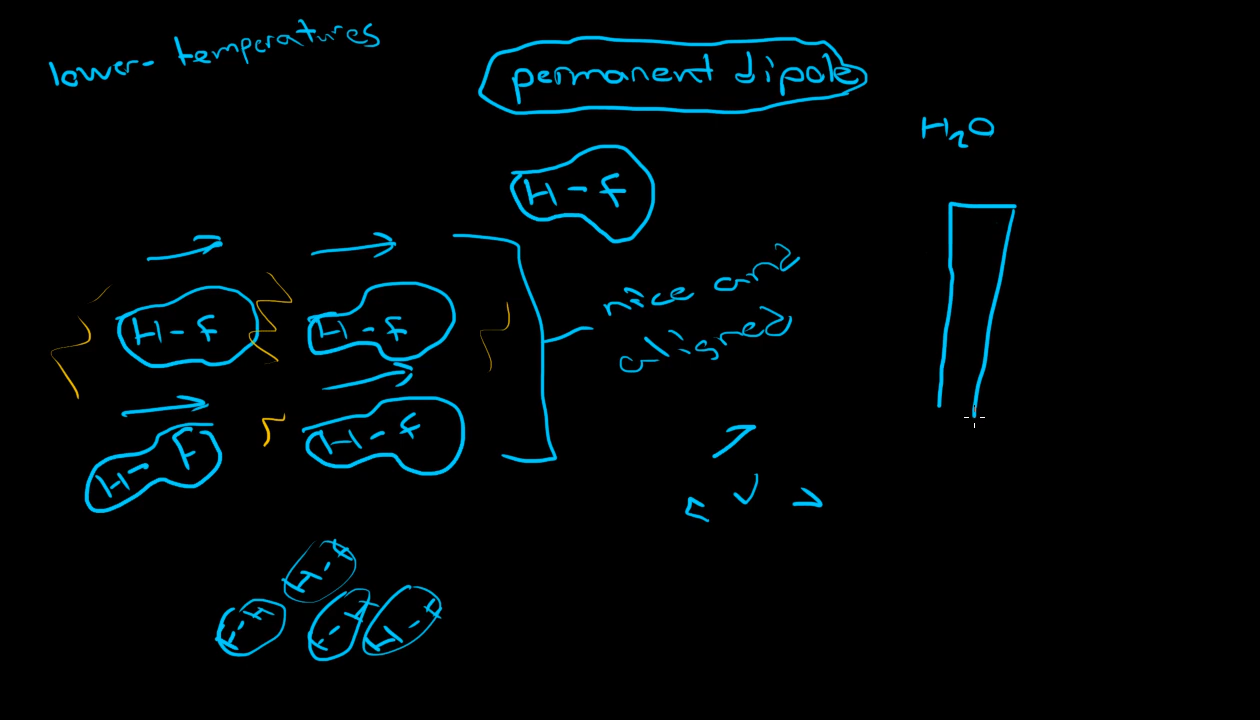 lower-temperatures
permanent dipole
H2O
H-F
nice and
aligned
H-F H-F
H-F H-F
H-H
H-H H-H H-H